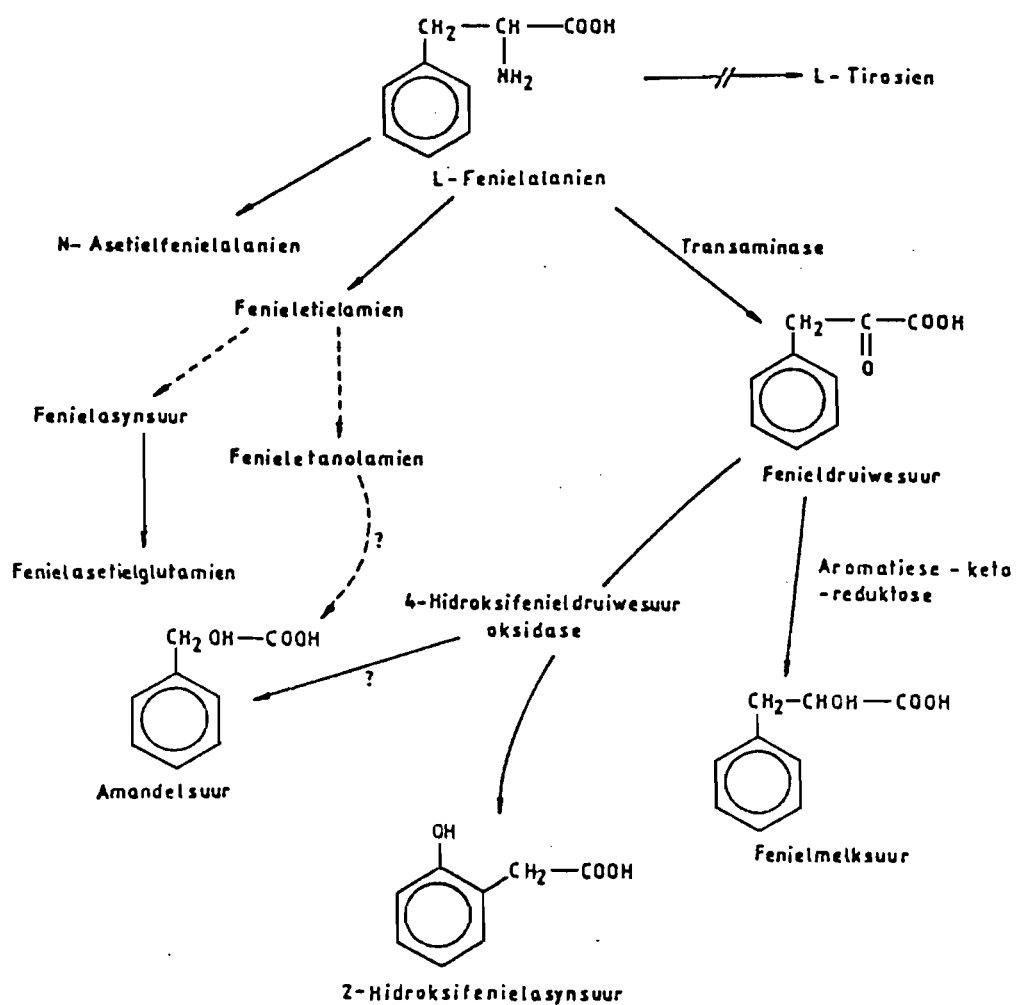 CH2—CH—COOH
NH2
L-Tirosien
L-Fenielalanien
N-Asetielfenielalanien
Transaminase
Fenieletielamien
CH2—C—COOH
O
Fenielasynsuur
Fenieletanolamien
Fenieldruiwesuur
?
Fenielasetielglutamien
Aromatiese-keto
-reduktose
4-Hidroksifenieldruiwesuur
oksidase
CH2OH—COOH
?
CH2—CHOH—COOH
Amandelsuur
OH
Fenielmelksuur
CH2—COOH
2-Hidroksifenielasynsuur